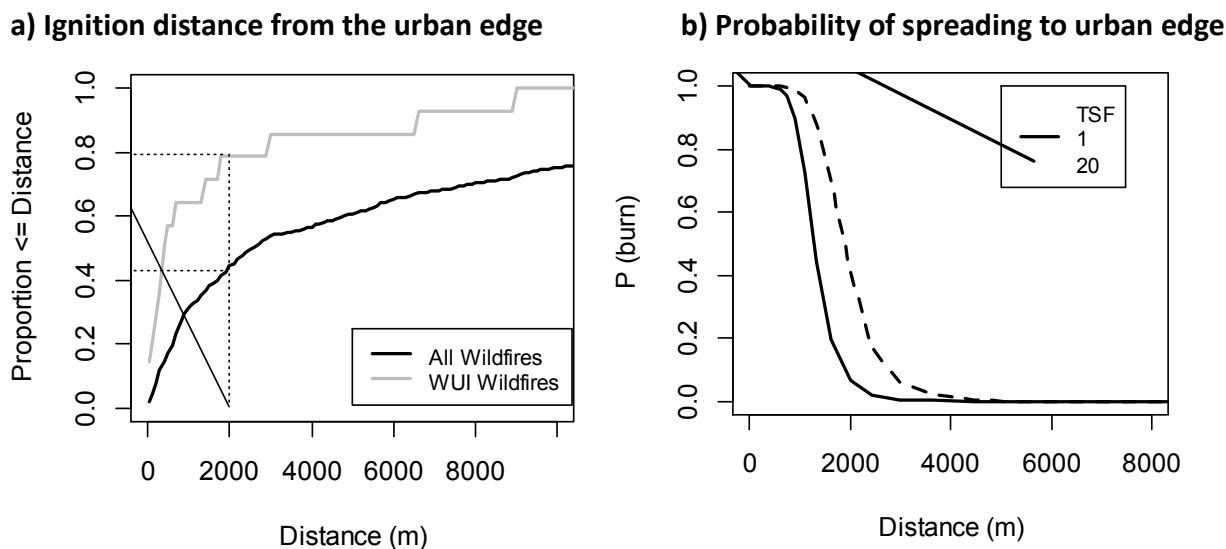 a) Ignition distance from the urban edge
Proportion <= Distance
0.0 0.2 0.4 0.6 0.8 1.0
All Wildfires
WUI Wildfires
0 2000 4000 6000 8000
Distance (m)
b) Probability of spreading to urban edge
P (burn)
0.0 0.2 0.4 0.6 0.8 1.0
TSF
1
20
0 2000 4000 6000 8000
Distance (m)